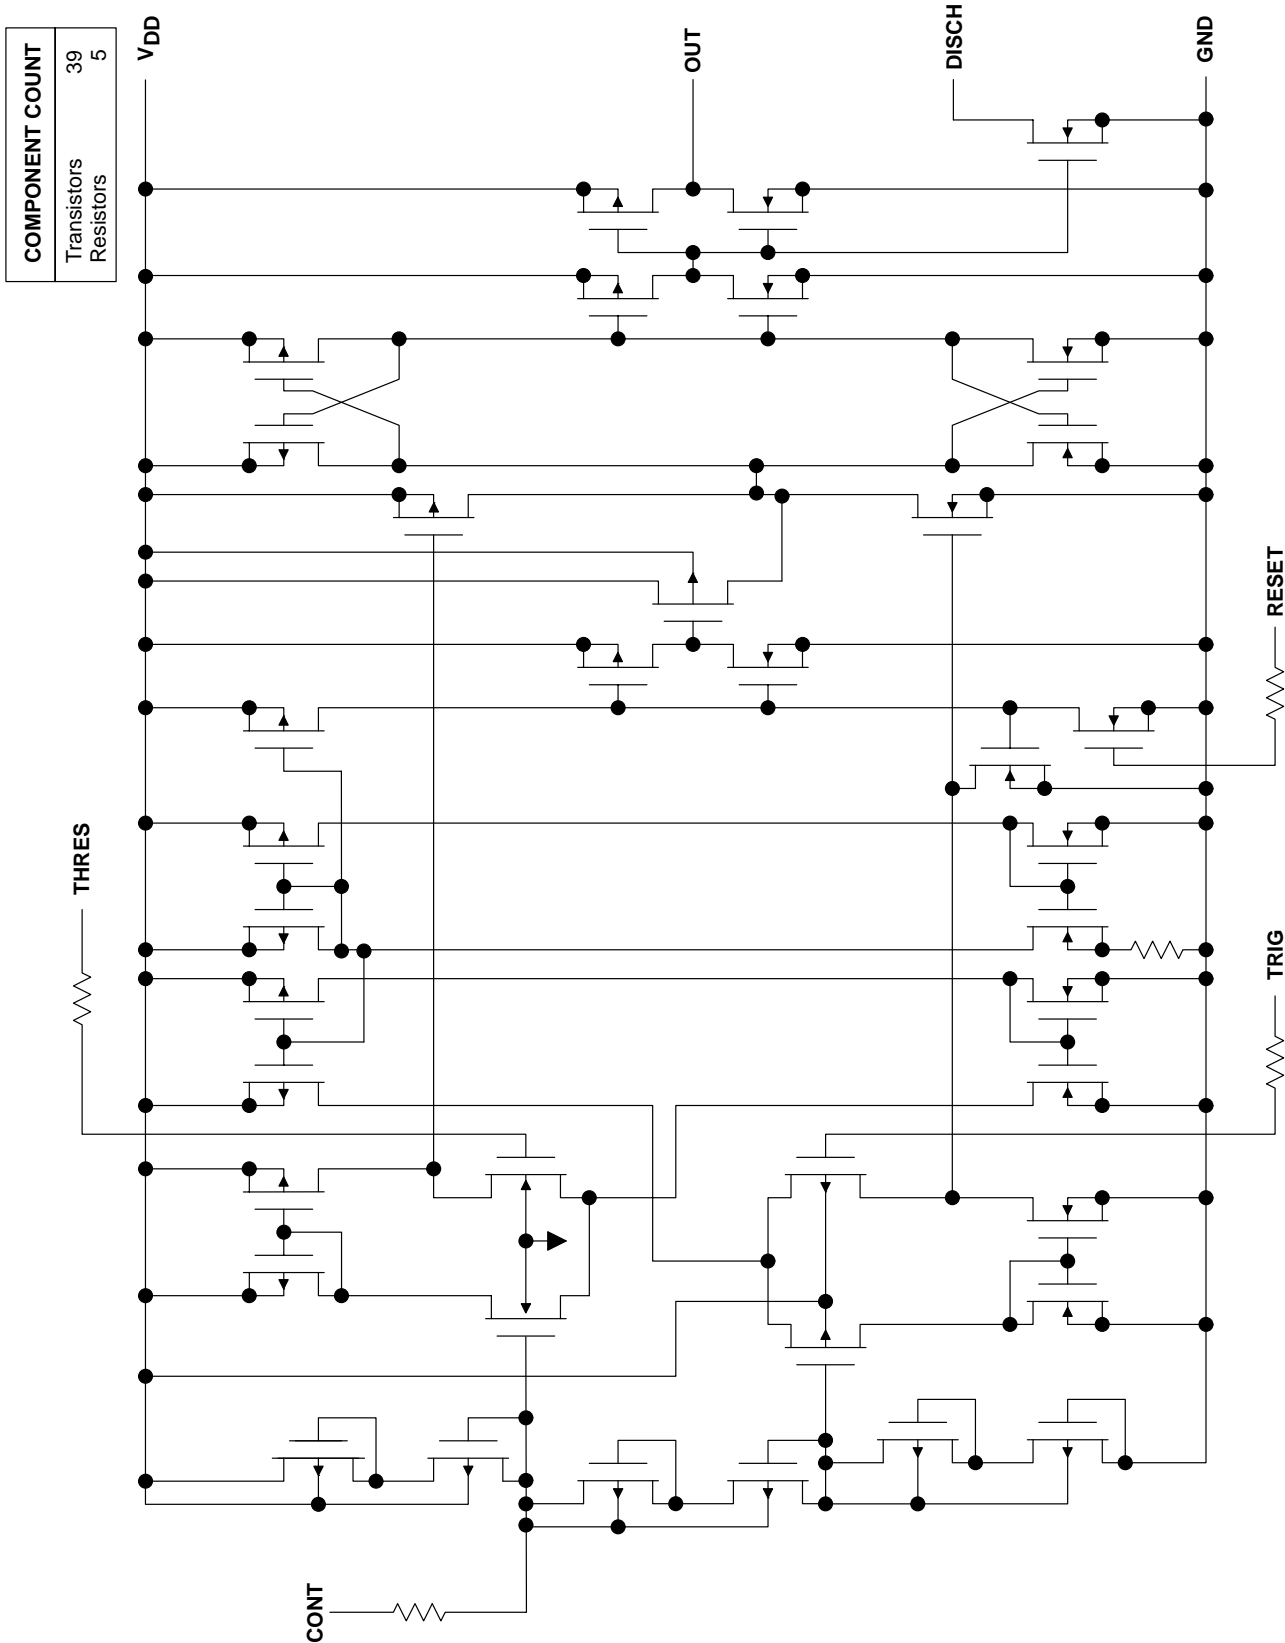 COMPONENT COUNT
Transistors 39
Resistors 5
VDD
OUT
DISCH
GND
RESET
THRES
TRIG
CONT